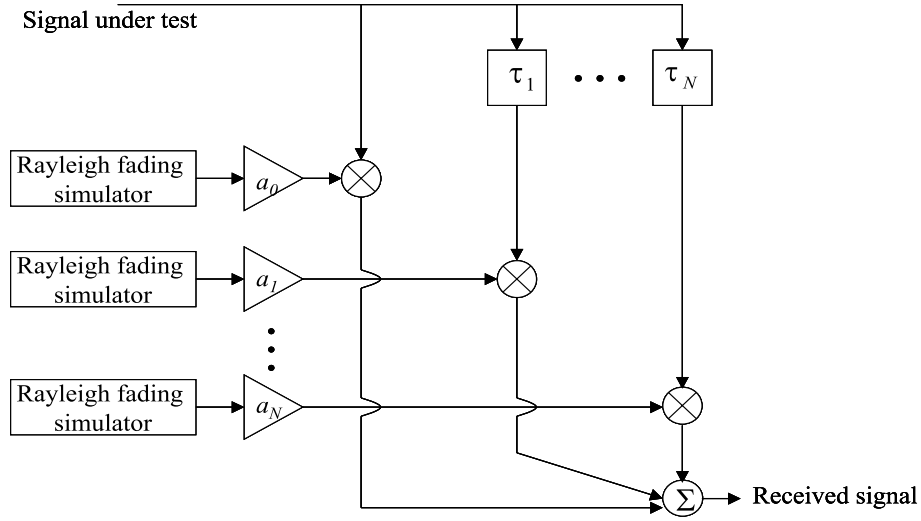 Signal under test
τ1
τN
Rayleigh fading
simulator
a0
Rayleigh fading
simulator
a1
Rayleigh fading
simulator
aN
Σ
Received signal